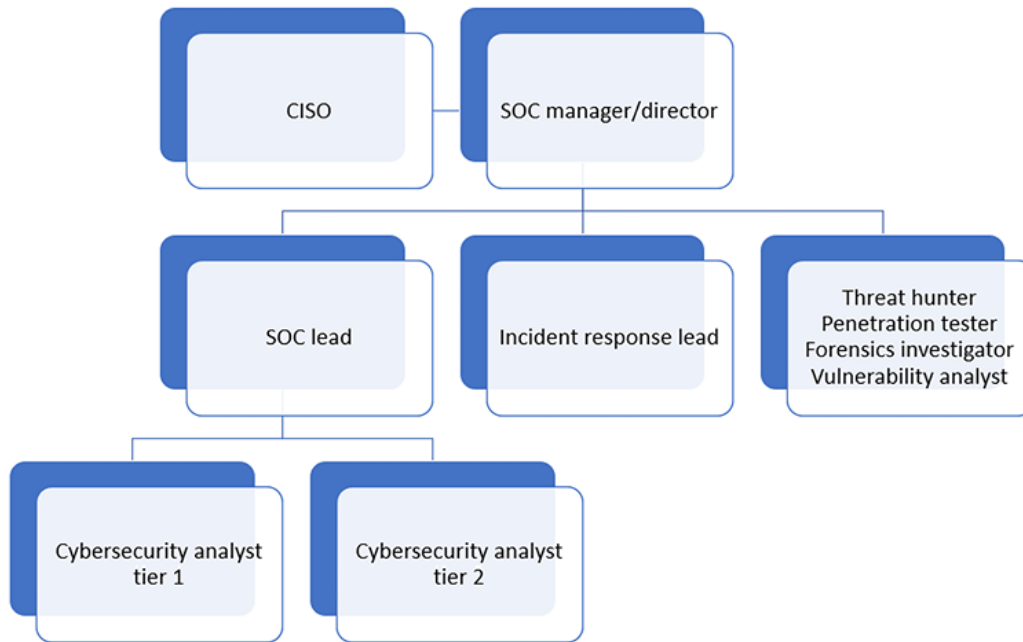 CISO
SOC manager/director
SOC lead
Incident response lead
Threat hunter
Penetration tester
Forensics investigator
Vulnerability analyst
Cybersecurity analyst
tier 1
Cybersecurity analyst
tier 2